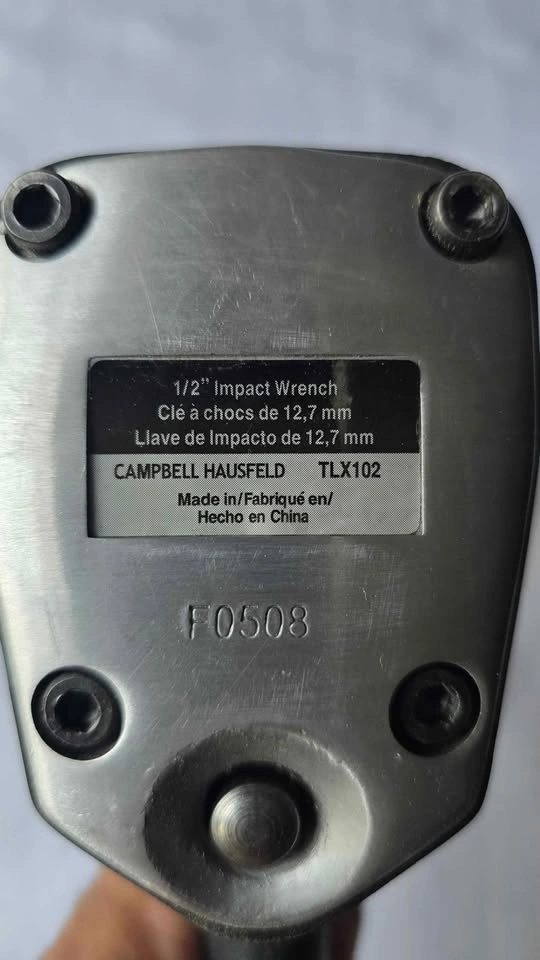 1/2" Impact Wrench
Clé à chocs de 12,7 mm
Llave de Impacto de 12,7 mm
CAMPBELL HAUSFELD TLX102
Made in/Fabriqué en/
Hecho en China
F0508